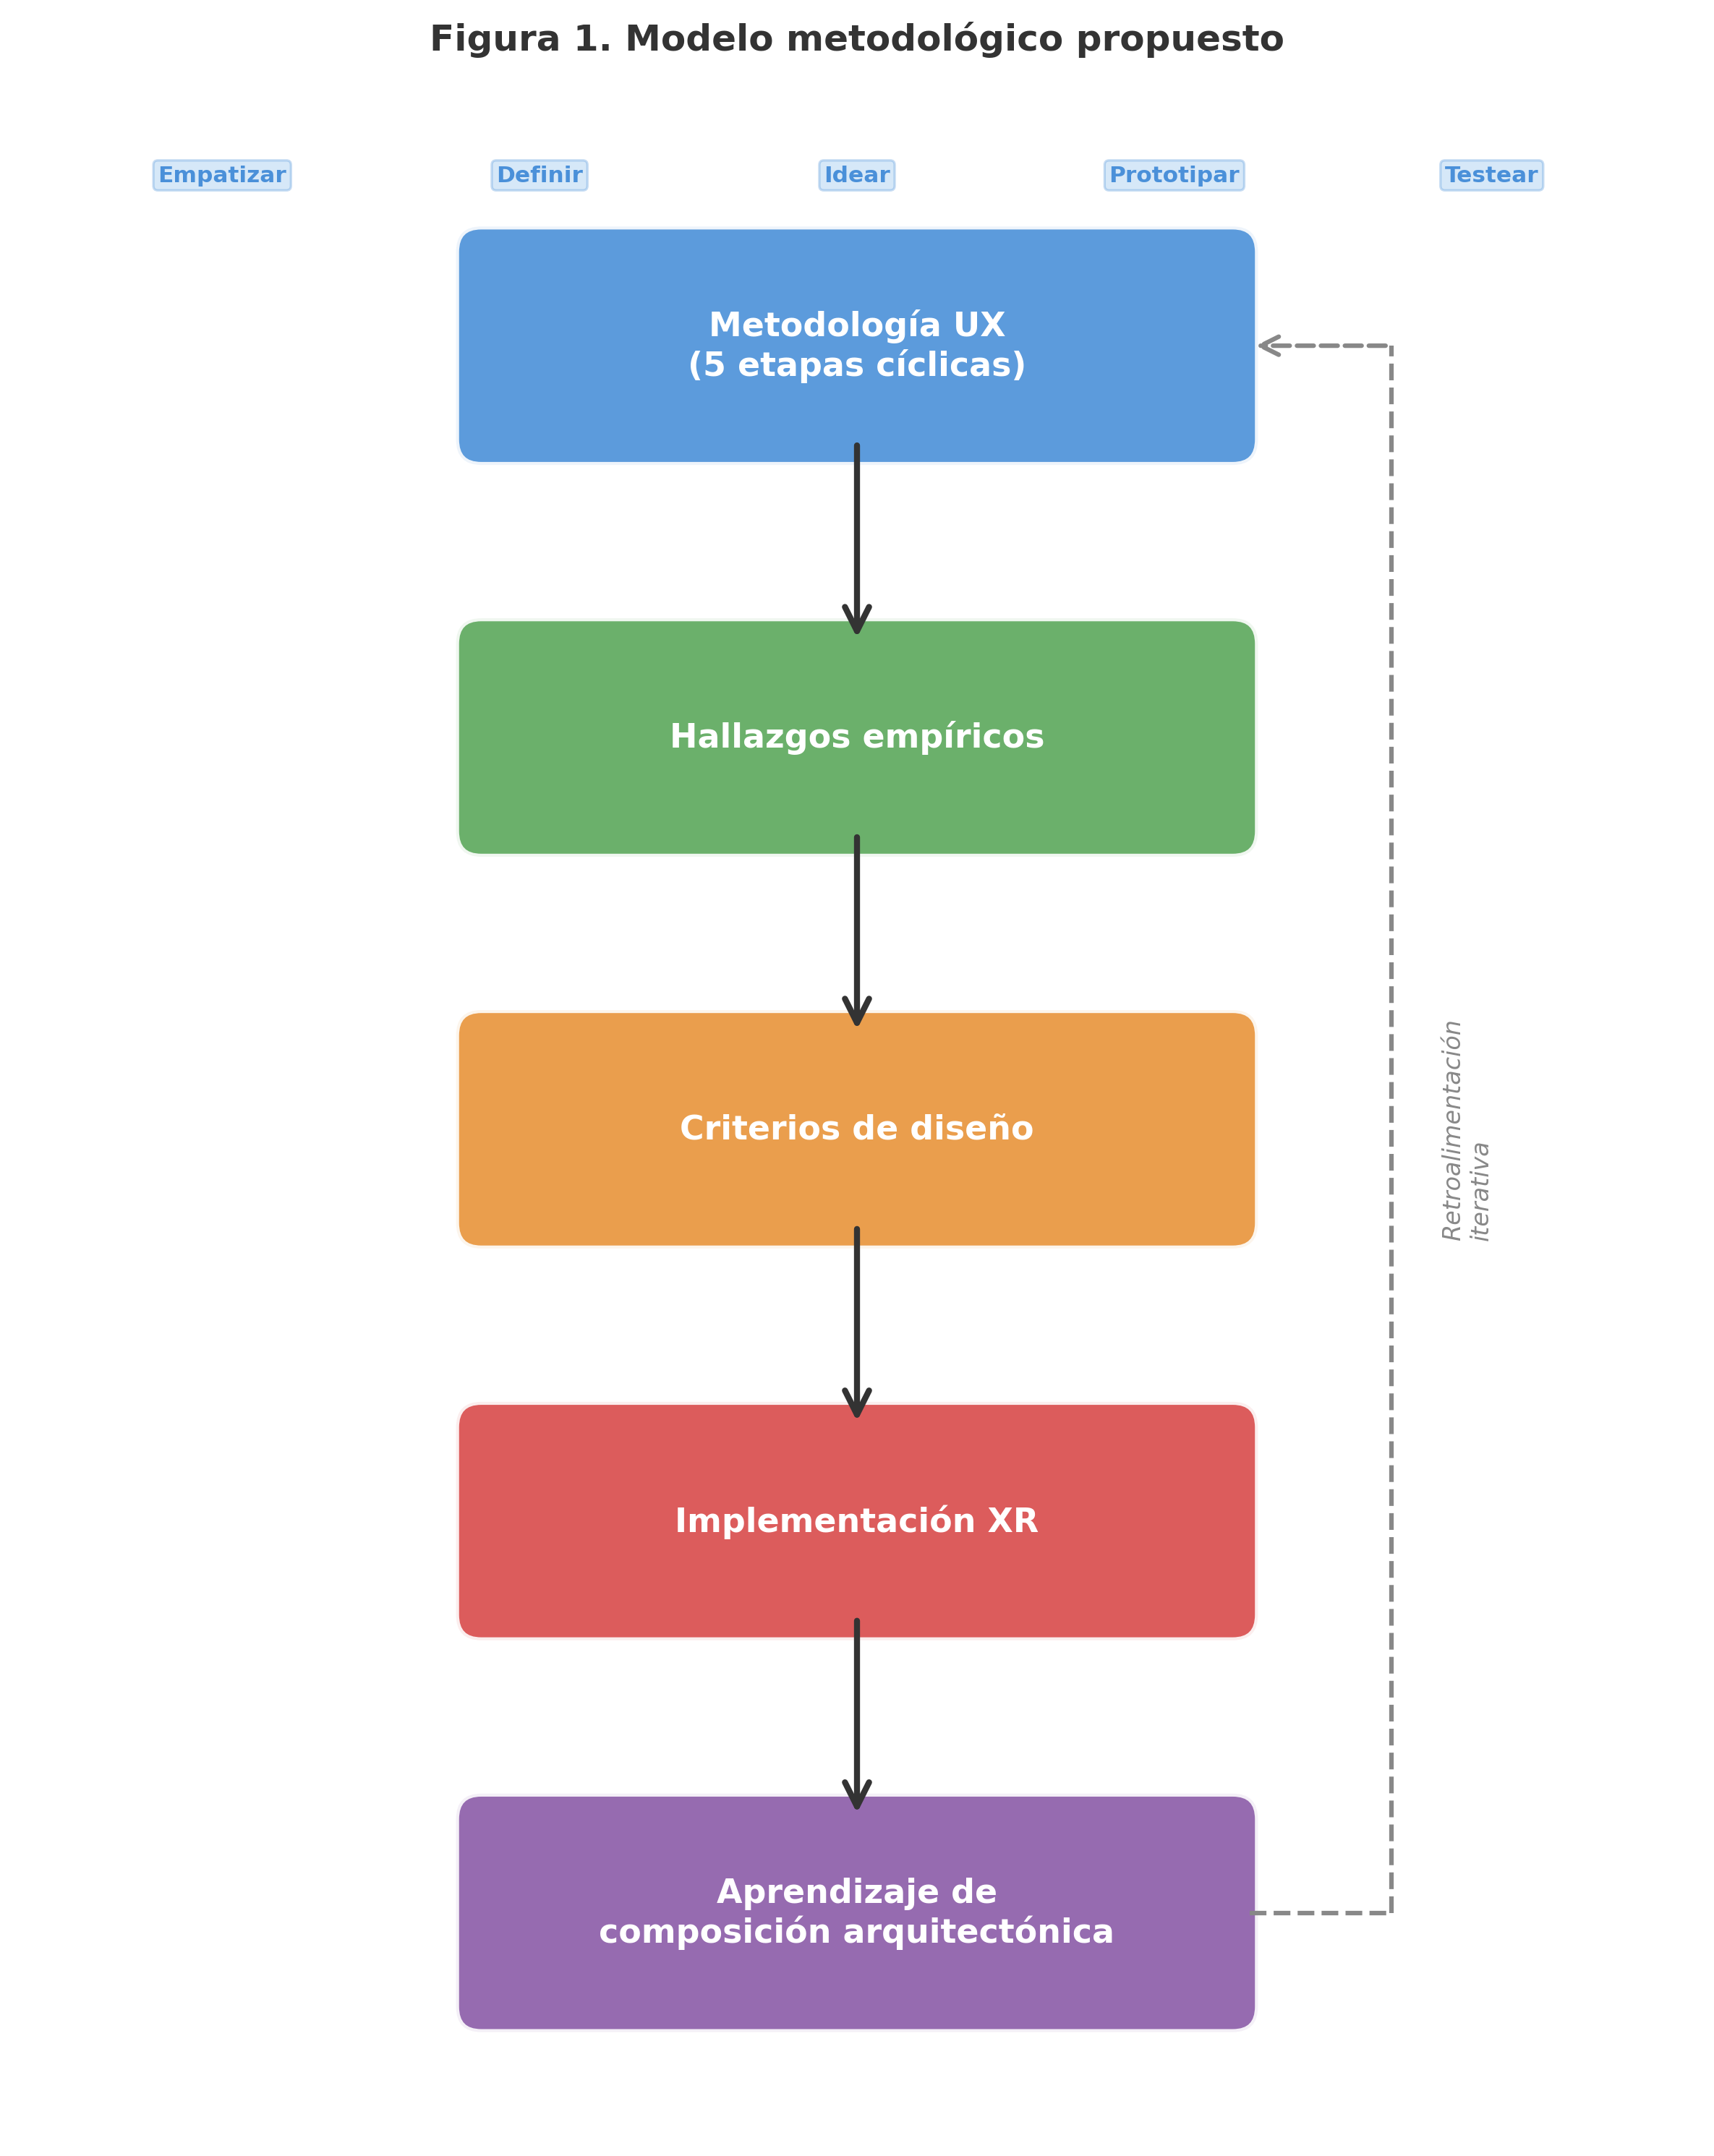 Figura 1. Modelo metodológico propuesto
Empatizar
Definir
Idear
Prototipar
Testear
Metodología UX
(5 etapas cíclicas)
Hallazgos empíricos
Criterios de diseño
Retroalimentación
iterativa
Implementación XR
Aprendizaje de
composición arquitectónica